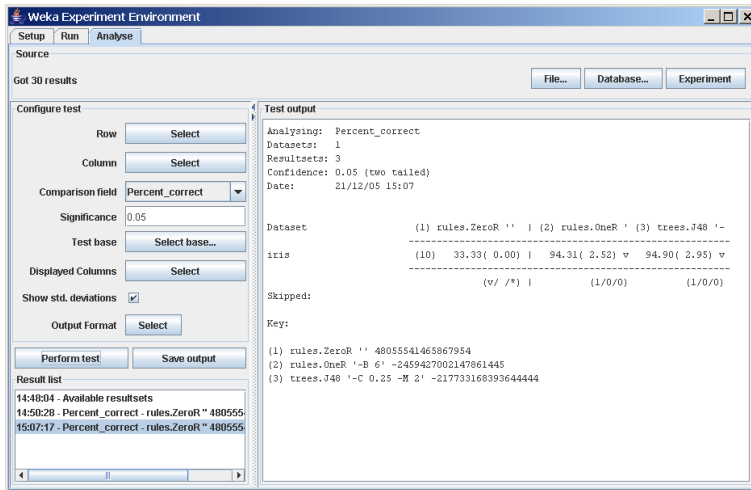 Weka Experiment Environment
Setup Run Analyse
Source
Got 30 results
File... Database... Experiment
Configure test
Row Select
Column Select
Comparison field Percent_correct
Significance 0.05
Test base Select base...
Displayed Columns Select
Show std. deviations
Output Format Select
Perform test Save output
Result list
14:48:04 - Available resultsets
14:50:28 - Percent_correct - rules.ZeroR '' 480555
15:07:17 - Percent_correct - rules.ZeroR '' 480555
Test output
Analysing: Percent_correct
Datasets: 1
Resultsets: 3
Confidence: 0.05 (two tailed)
Date: 21/12/05 15:07
Dataset (1) rules.ZeroR '' | (2) rules.OneR ' (3) trees.J48 '-
--------------------------------------------------------------
iris (10) 33.33( 0.00) | 94.31( 2.52) v 94.90( 2.95) v
--------------------------------------------------------------
(v/ /*) | (1/0/0) (1/0/0)
Skipped:
Key:
(1) rules.ZeroR '' 48055541465867954
(2) rules.OneR '-B 6' -2459427002147861445
(3) trees.J48 '-C 0.25 -M 2' -217733168393644444